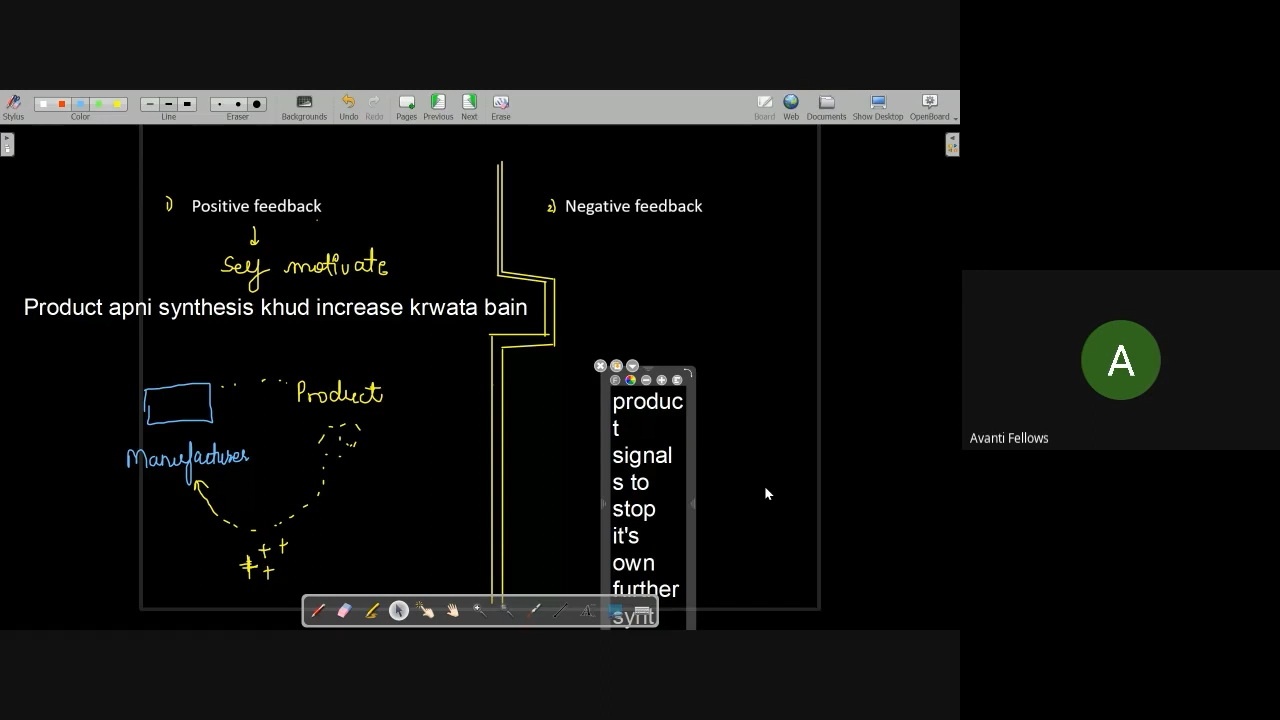 Stylus
Color
Line
Eraser
Backgrounds
Undo
Redo
Pages
Previous
Next
Erase
Board
Web
Documents
Show Desktop
OpenBoard
1) Positive feedback
Self motivate
Product apni synthesis khud increase krwata bain
Product
Manufacturer
+ + +
+
2) Negative feedback
produc
t
signal
s to
stop
it's
own
further
synt
A
Avanti Fellows